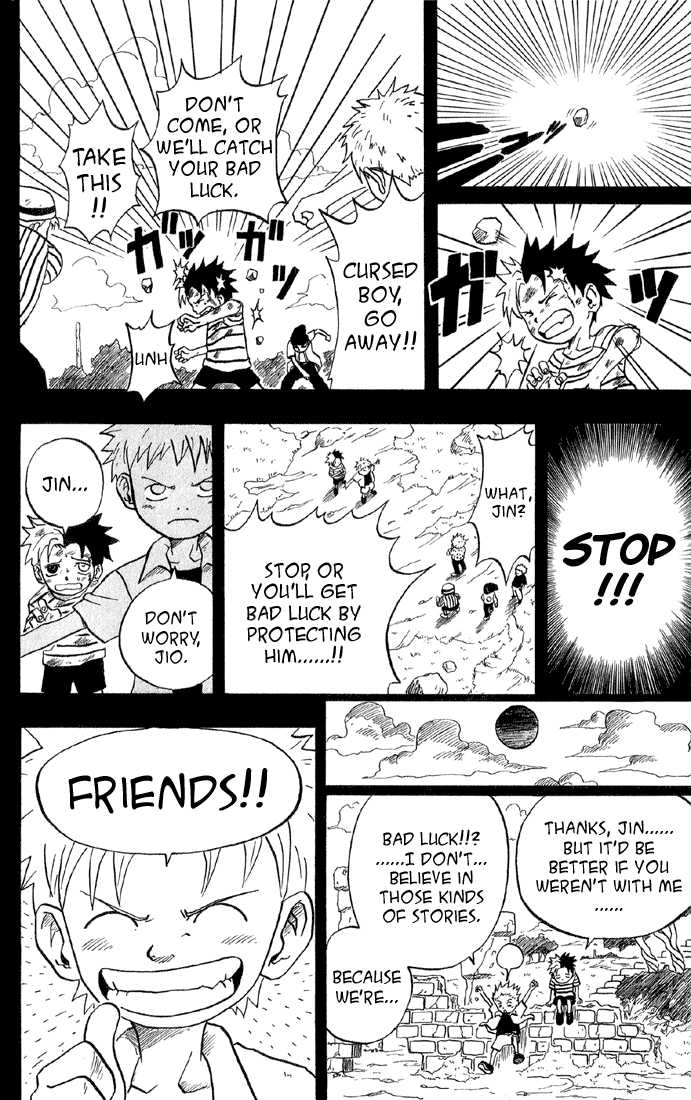 ガッ
CURSED
BOY,
GO
AWAY!!
DON'T
COME, OR
WE'LL CATCH
YOUR BAD
LUCK.
TAKE
THIS
!!
ガッ
ガッ
UNH
STOP
!!!
WHAT,
JIN?
STOP, OR
YOU'LL GET
BAD LUCK BY
PROTECTING
HIM......!!
JIN...
DON'T
WORRY,
JIO.
THANKS, JIN......
BUT IT'D BE
BETTER IF YOU
WEREN'T WITH ME
......
BAD LUCK!!?
......I DON'T...
BELIEVE IN
THOSE KINDS
OF STORIES.
BECAUSE
WE'RE...
FRIENDS!!